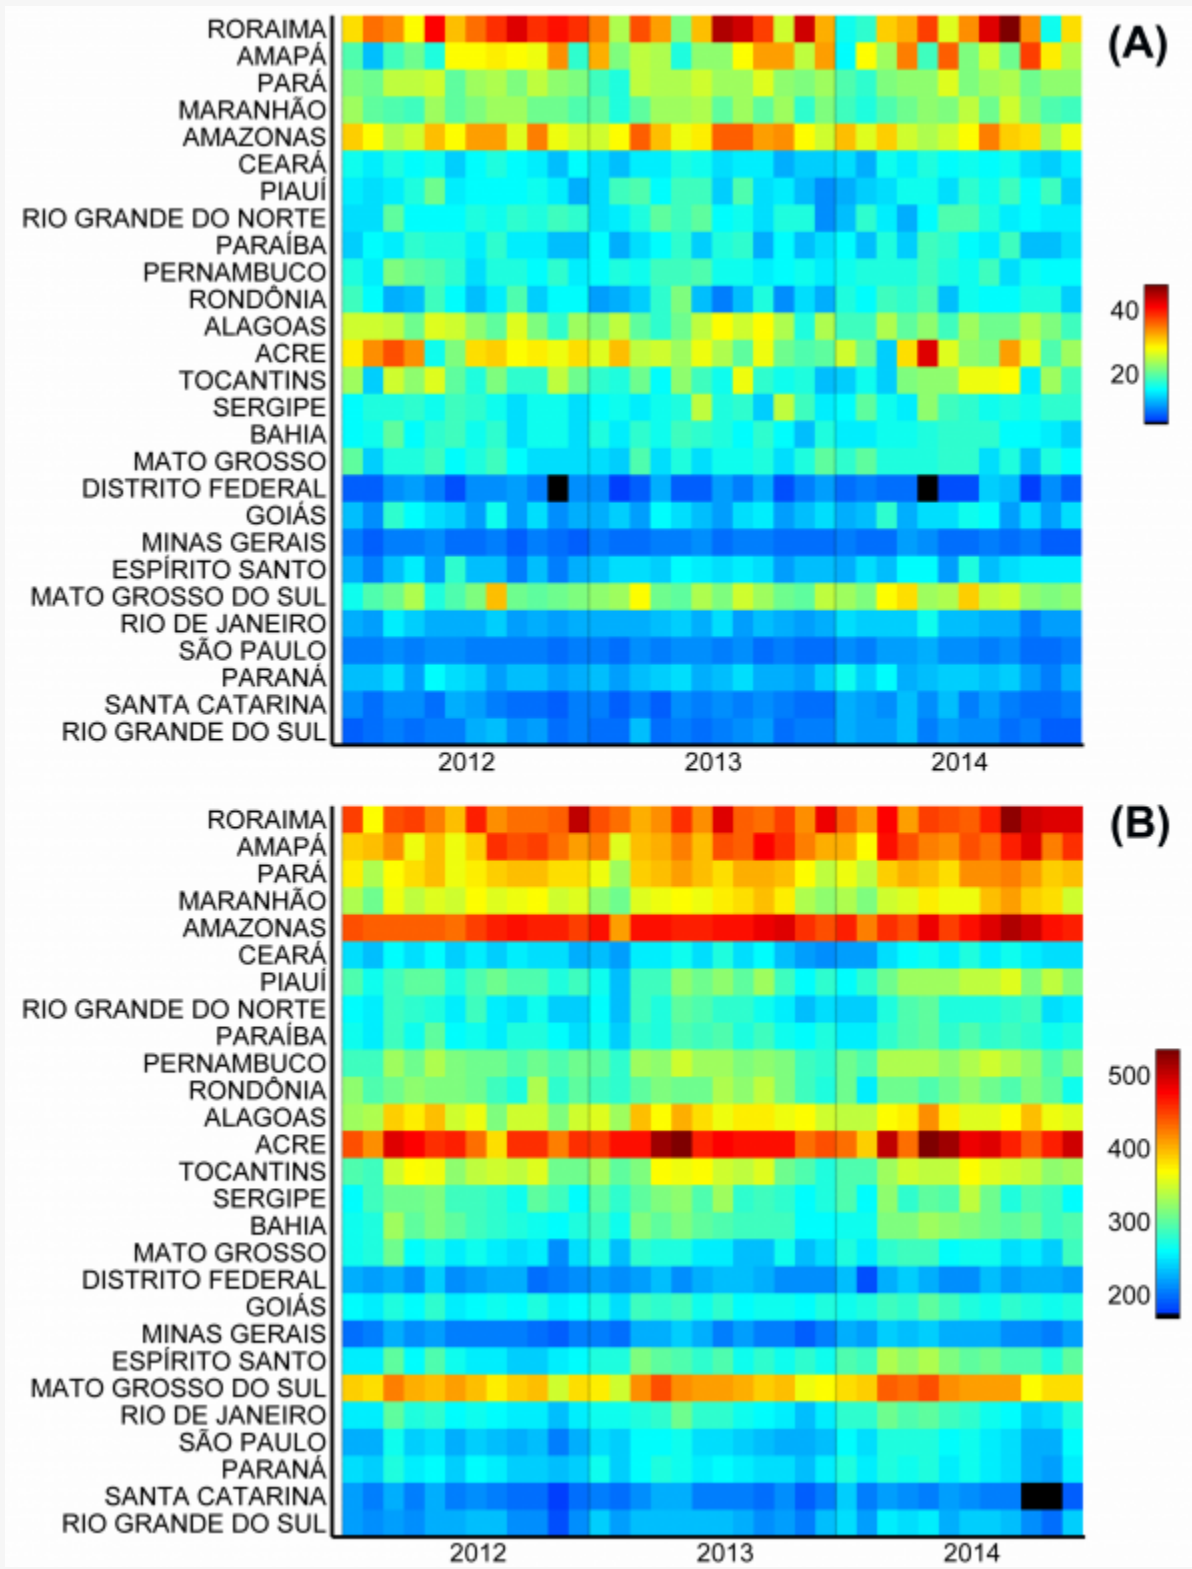 (A)
RORAIMA
AMAPÁ
PARÁ
MARANHÃO
AMAZONAS
CEARÁ
PIAUÍ
RIO GRANDE DO NORTE
PARAÍBA
PERNAMBUCO
RONDÔNIA
ALAGOAS
ACRE
TOCANTINS
SERGIPE
BAHIA
MATO GROSSO
DISTRITO FEDERAL
GOIÁS
MINAS GERAIS
ESPÍRITO SANTO
MATO GROSSO DO SUL
RIO DE JANEIRO
SÃO PAULO
PARANÁ
SANTA CATARINA
RIO GRANDE DO SUL
2012 2013 2014
40
20
(B)
RORAIMA
AMAPÁ
PARÁ
MARANHÃO
AMAZONAS
CEARÁ
PIAUÍ
RIO GRANDE DO NORTE
PARAÍBA
PERNAMBUCO
RONDÔNIA
ALAGOAS
ACRE
TOCANTINS
SERGIPE
BAHIA
MATO GROSSO
DISTRITO FEDERAL
GOIÁS
MINAS GERAIS
ESPÍRITO SANTO
MATO GROSSO DO SUL
RIO DE JANEIRO
SÃO PAULO
PARANÁ
SANTA CATARINA
RIO GRANDE DO SUL
2012 2013 2014
500
400
300
200